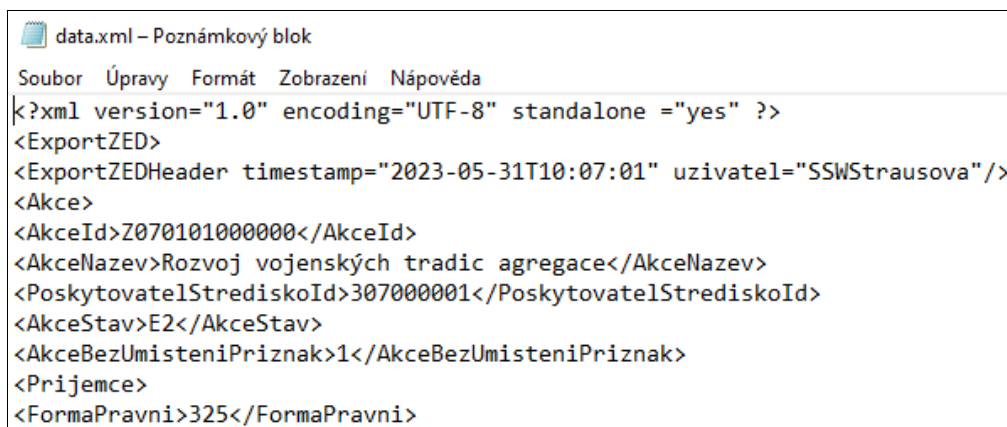 data.xml – Poznámkový blok
Soubor Úpravy Formát Zobrazení Nápověda
<?xml version="1.0" encoding="UTF-8" standalone ="yes" ?>
<ExportZED>
<ExportZEDHeader timestamp="2023-05-31T10:07:01" uzivatel="SSWStrausova"/>
<Akce>
<AkceId>Z070101000000</AkceId>
<AkceNazev>Rozvoj vojenských tradic agregace</AkceNazev>
<PoskytovatelStrediskoId>307000001</PoskytovatelStrediskoId>
<AkceStav>E2</AkceStav>
<AkceBezUmisteniPriznak>1</AkceBezUmisteniPriznak>
<Prijemce>
<FormaPravni>325</FormaPravni>